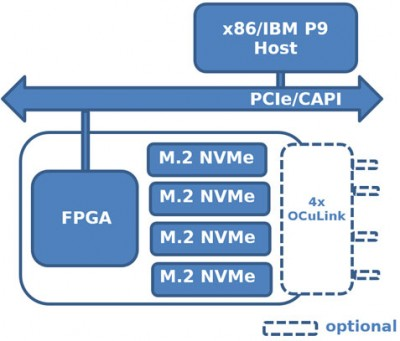 x86/IBM P9
Host
PCIe/CAPI
M.2 NVMe
M.2 NVMe
M.2 NVMe
M.2 NVMe
FPGA
4x
OCuLink
optional